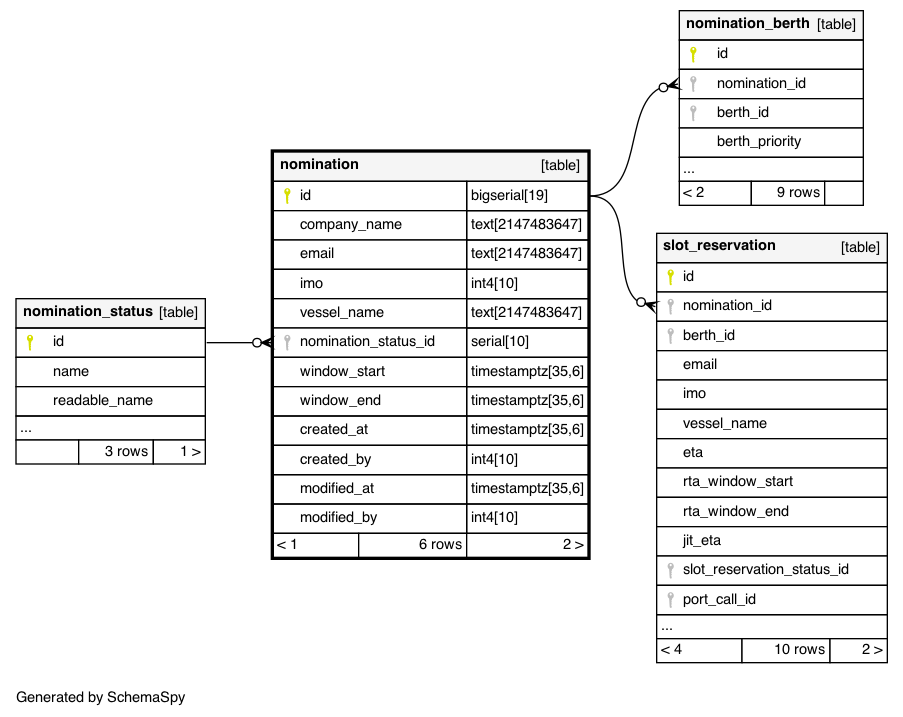 nomination_berth [table]
id
nomination_id
berth_id
berth_priority
...
< 2 9 rows
nomination [table]
id bigserial[19]
company_name text[2147483647]
email text[2147483647]
imo int4[10]
vessel_name text[2147483647]
nomination_status_id serial[10]
window_start timestamptz[35,6]
window_end timestamptz[35,6]
created_at timestamptz[35,6]
created_by int4[10]
modified_at timestamptz[35,6]
modified_by int4[10]
< 1 6 rows 2 >
slot_reservation [table]
id
nomination_id
berth_id
email
imo
vessel_name
eta
rta_window_start
rta_window_end
jit_eta
slot_reservation_status_id
port_call_id
...
< 4 10 rows 2 >
nomination_status [table]
id
name
readable_name
...
3 rows 1 >
Generated by SchemaSpy